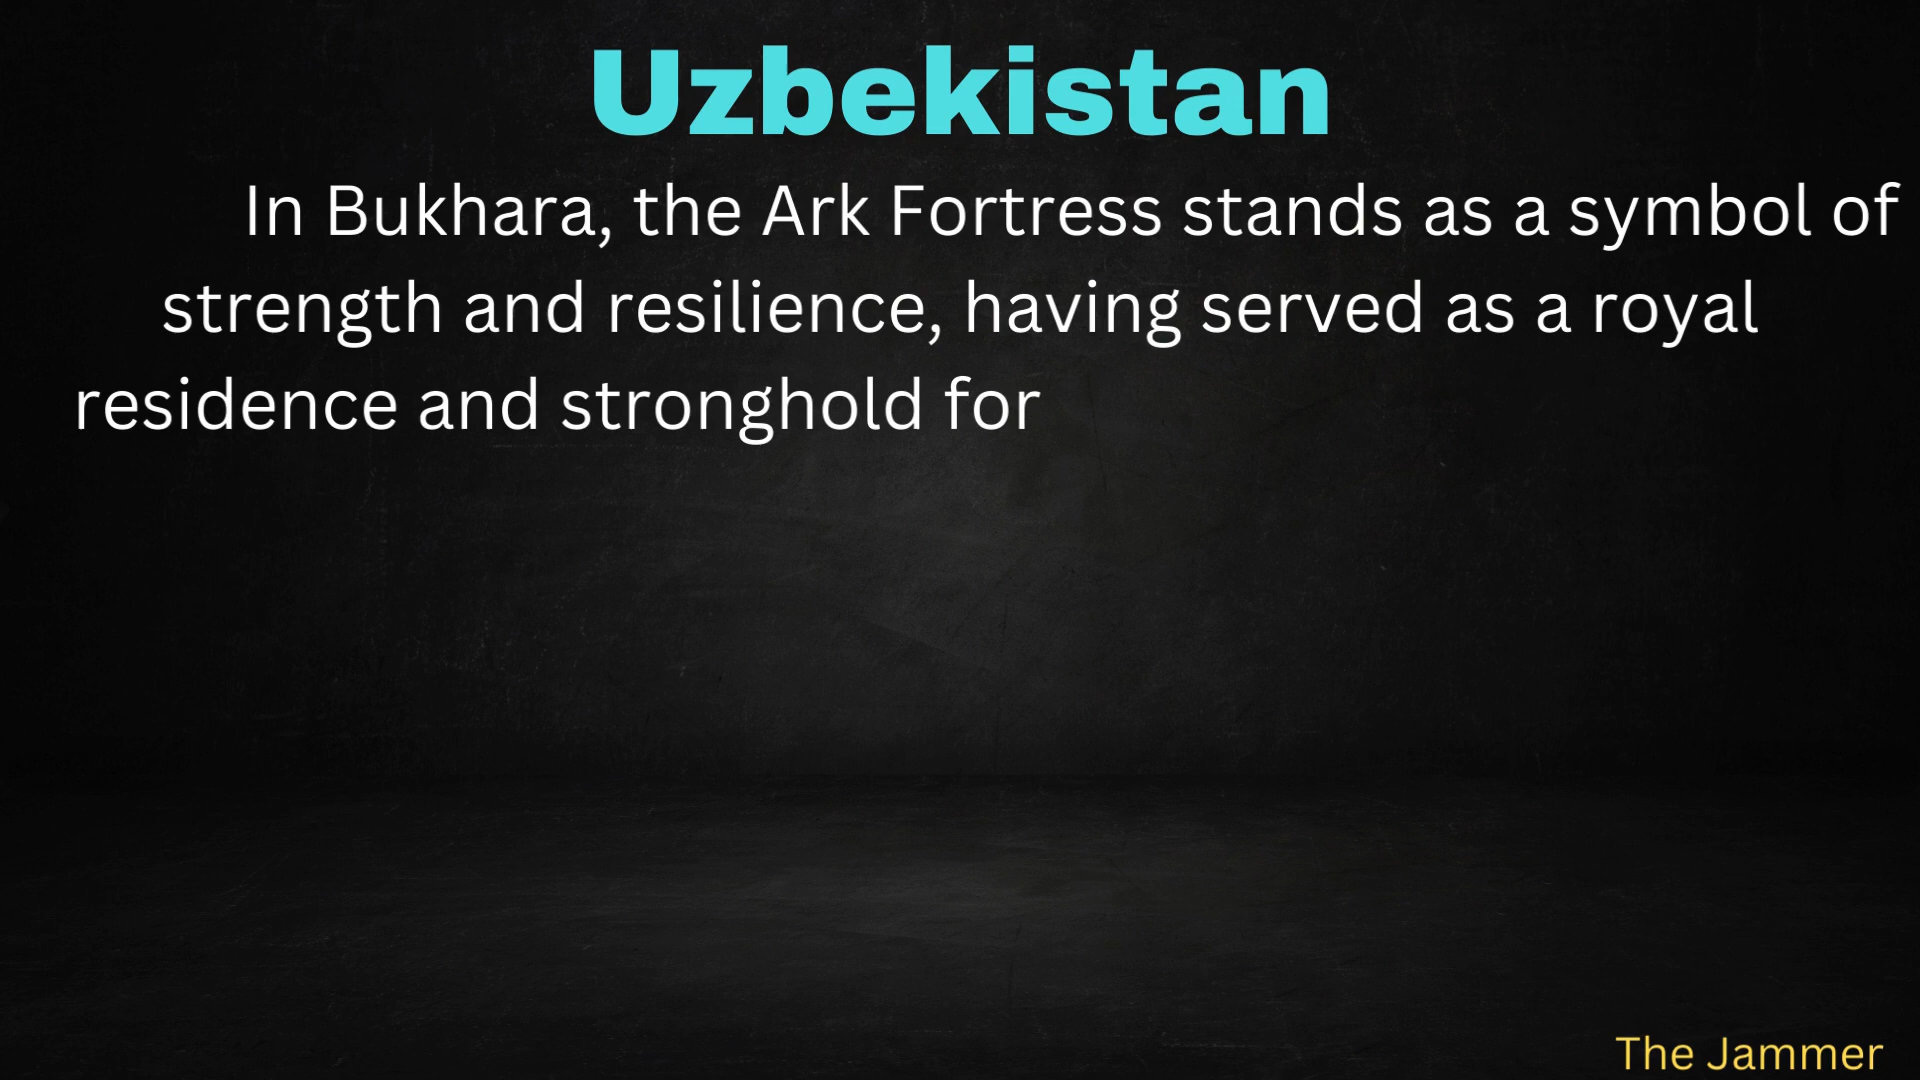 Uzbekistan
In Bukhara, the Ark Fortress stands as a symbol of
strength and resilience, having served as a royal
residence and stronghold for
The Jammer